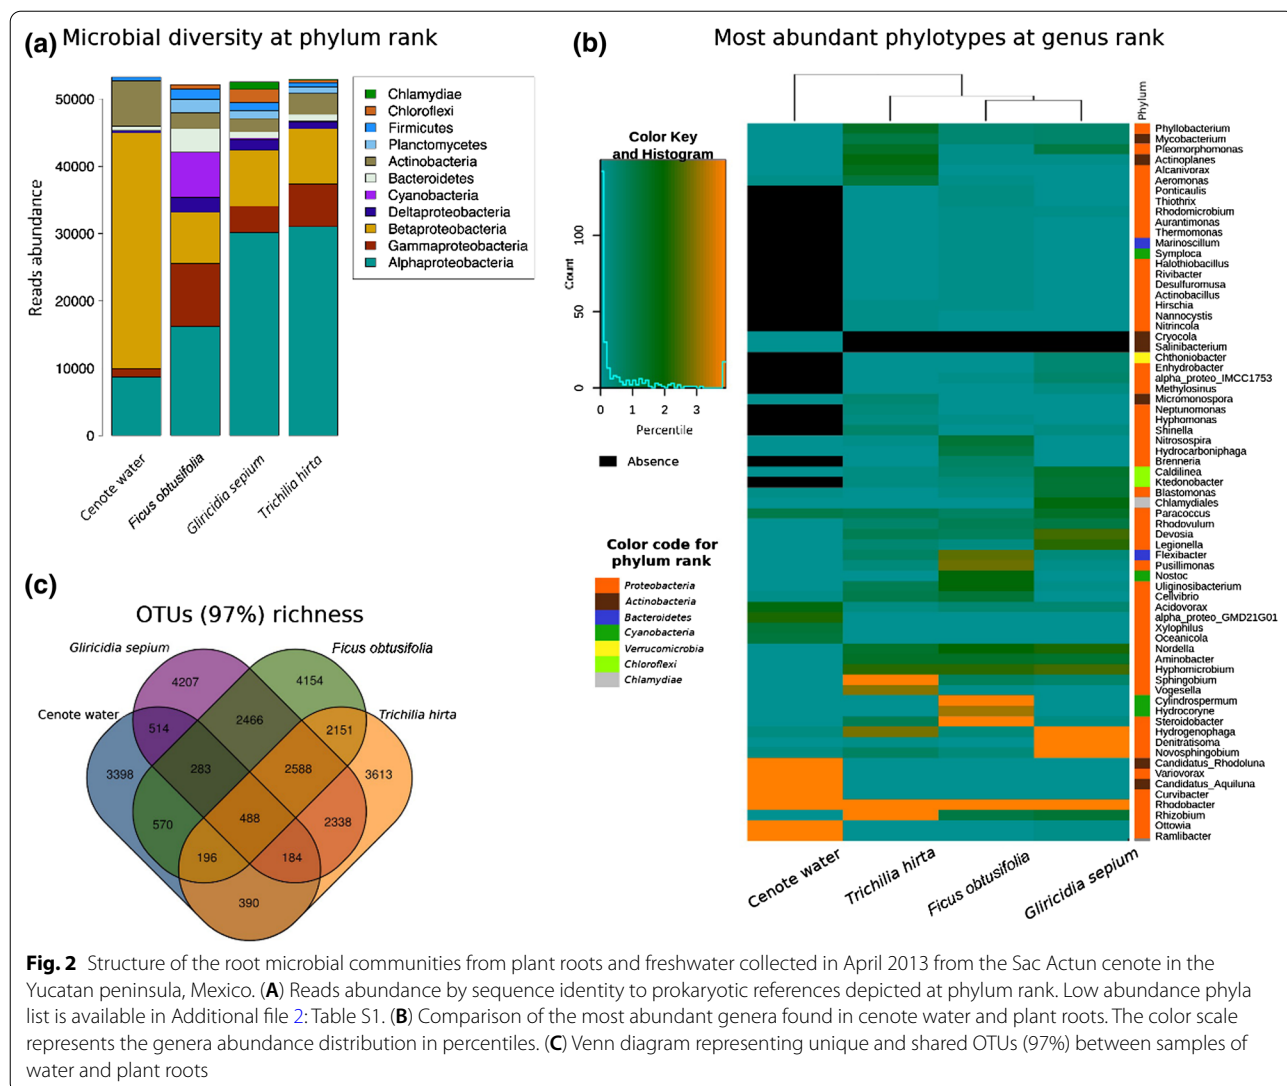 (a) Microbial diversity at phylum rank
Reads abundance
50000
40000
30000
20000
10000
0
Cenote water
Ficus obtusifolia
Gliricidia sepium
Trichilia hirta
Chlamydiae
Chloroflexi
Firmicutes
Planctomycetes
Actinobacteria
Bacteroidetes
Cyanobacteria
Deltaproteobacteria
Betaproteobacteria
Gammaproteobacteria
Alphaproteobacteria
(b) Most abundant phylotypes at genus rank
Color Key
and Histogram
Count
0
50
100
0 1 2 3
Percentile
Absence
Color code for
phylum rank
Proteobacteria
Actinobacteria
Bacteroidetes
Cyanobacteria
Verrucomicrobia
Chloroflexi
Chlamydiae
Phylum
Phyllobacterium
Mycobacterium
Pleomorphomonas
Actinoplanes
Alcanivorax
Aeromonas
Ponticaulis
Thiothrix
Rhodomicrobium
Aurantimonas
Thermomonas
Marinoscillum
Symploca
Halothiobacillus
Rivibacter
Desulfuromusa
Actinobacillus
Hirschia
Nannocystis
Nitrincola
Cryocola
Salinibacterium
Chthoniobacter
Enhydrobacter
alpha_proteo_IMCC1753
Methylosinus
Micromonospora
Neptunomonas
Hyphomonas
Shinella
Nitrosospira
Hydrocarboniphaga
Brenneria
Caldilinea
Ktedonobacter
Blastomonas
Chlamydiales
Paracoccus
Rhodovulum
Devosia
Legionella
Flexibacter
Pusillimonas
Nostoc
Uliginosibacterium
Cellvibrio
Acidovorax
alpha_proteo_GMD21G01
Xylophilus
Oceanicola
Nordella
Aminobacter
Hyphomicrobium
Sphingobium
Vogesella
Cylindrospermum
Hydrocoryne
Steroidobacter
Hydrogenophaga
Denitratisoma
Novosphingobium
Candidatus_Rhodoluna
Variovorax
Candidatus_Aquiluna
Curvibacter
Rhodobacter
Rhizobium
Ottowia
Ramlibacter
Cenote water
Trichilia hirta
Ficus obtusifolia
Gliricidia sepium
(c)
OTUs (97%) richness
Gliricidia sepium
Ficus obtusifolia
Cenote water
Trichilia hirta
4207
4154
514
2466
2151
3398
283
2588
3613
570
488
2338
196
184
390
Fig. 2 Structure of the root microbial communities from plant roots and freshwater collected in April 2013 from the Sac Actun cenote in the
Yucatan peninsula, Mexico. (A) Reads abundance by sequence identity to prokaryotic references depicted at phylum rank. Low abundance phyla
list is available in Additional file 2: Table S1. (B) Comparison of the most abundant genera found in cenote water and plant roots. The color scale
represents the genera abundance distribution in percentiles. (C) Venn diagram representing unique and shared OTUs (97%) between samples of
water and plant roots